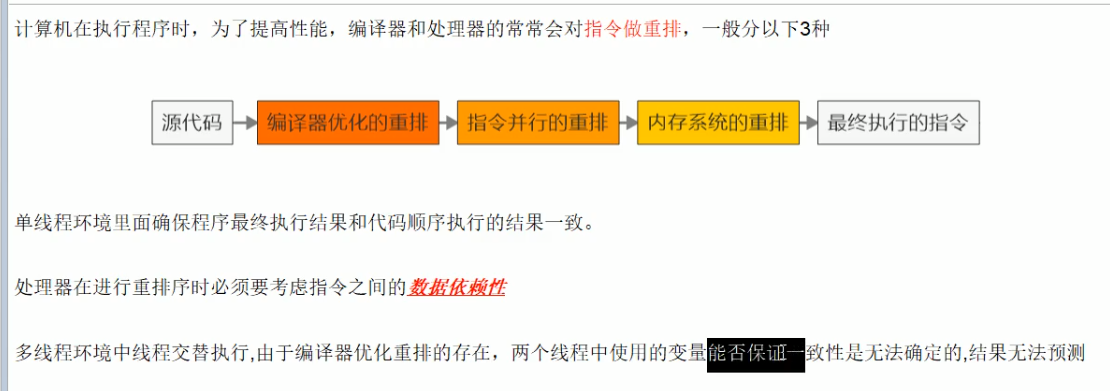 计算机在执行程序时，为了提高性能，编译器和处理器的常常会对指令做重排，一般分以下3种
源代码 编译器优化的重排 指令并行的重排 内存系统的重排 最终执行的指令
单线程环境里面确保程序最终执行结果和代码顺序执行的结果一致。
处理器在进行重排序时必须要考虑指令之间的数据依赖性
多线程环境中线程交替执行,由于编译器优化重排的存在，两个线程中使用的变量能否保证一致性是无法确定的,结果无法预测